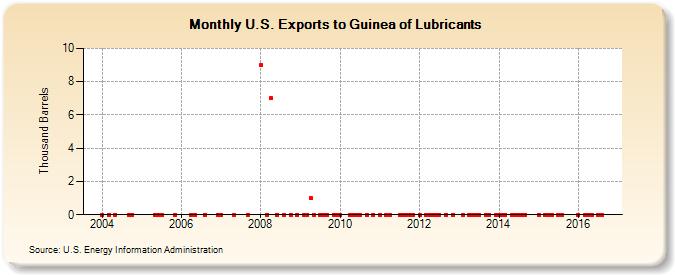 Monthly U.S. Exports to Guinea of Lubricants
Thousand Barrels
10
8
6
4
2
0
2004 2006 2008 2010 2012 2014 2016
Source: U.S. Energy Information Administration